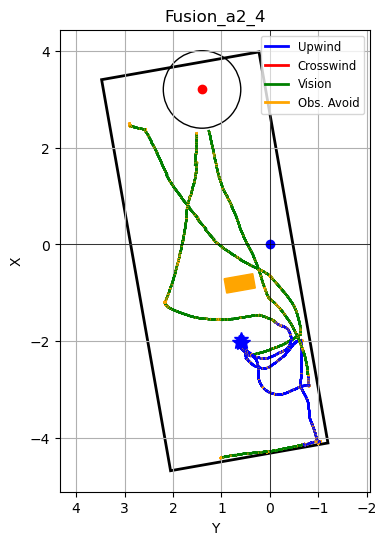 Fusion_a2_4
Upwind
Crosswind
Vision
Obs. Avoid
4
2
0
−2
−4
X
4 3 2 1 0 −1 −2
Y